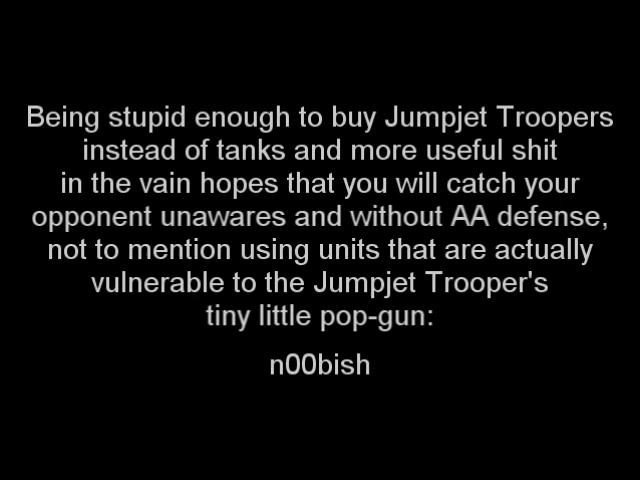 Being stupid enough to buy Jumpjet Troopers
instead of tanks and more useful shit
in the vain hopes that you will catch your
opponent unawares and without AA defense,
not to mention using units that are actually
vulnerable to the Jumpjet Trooper's
tiny little pop-gun:
n00bish